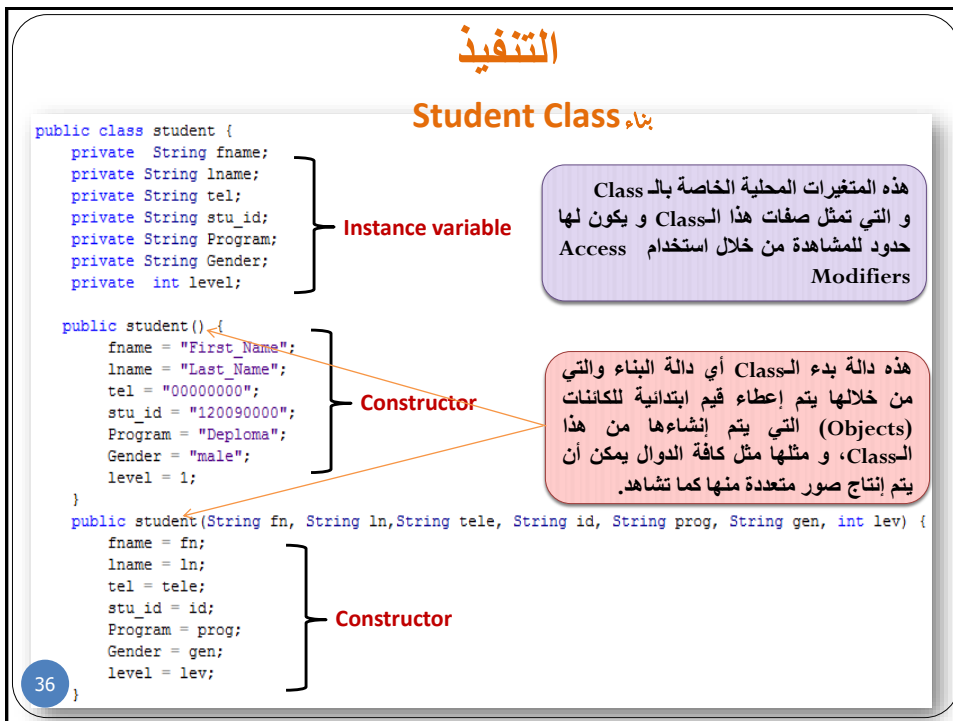 التنفيذ
بناء Student Class
public class student {
private  String fname;
private String lname;
private String tel;
private String stu_id;
private String Program;
private String Gender;
private  int level;
Instance variable
هذه المتغيرات المحلية الخاصة بالـ Class
و التي تمثل صفات هذا الـClass و يكون لها
حدود للمشاهدة من خلال استخدام Access
Modifiers
public student() {
fname = "First_Name";
lname = "Last_Name";
tel = "00000000";
stu_id = "120090000";
Program = "Deploma";
Gender = "male";
level = 1;
}
Constructor
هذه دالة بدء الـClass أي دالة البناء والتي
من خلالها يتم إعطاء قيم ابتدائية للكائنات
(Objects) التي يتم إنشاءها من هذا
الـClass، و مثلها مثل كافة الدوال يمكن أن
يتم إنتاج صور متعددة منها كما تشاهد.
public student(String fn, String ln,String tele, String id, String prog, String gen, int lev) {
fname = fn;
lname = ln;
tel = tele;
stu_id = id;
Program = prog;
Gender = gen;
level = lev;
}
Constructor
36